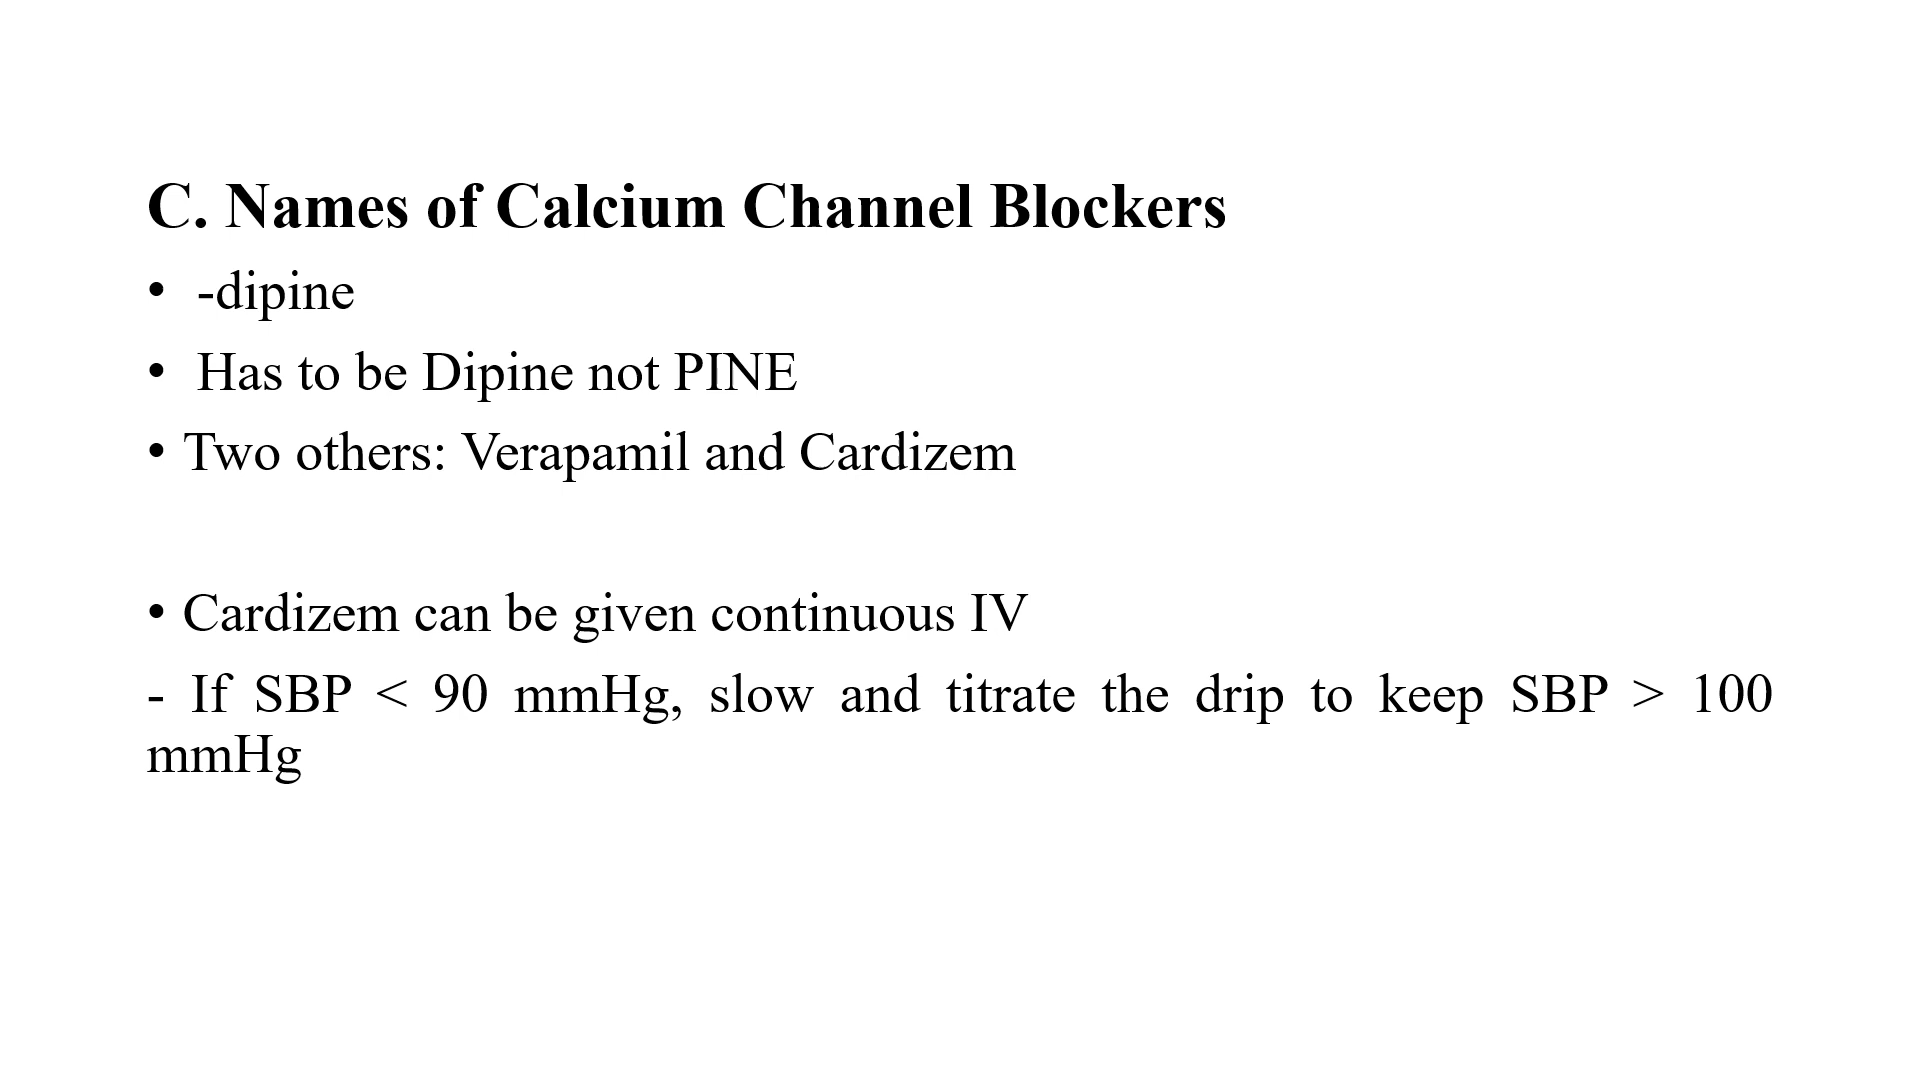 C. Names of Calcium Channel Blockers
• -dipine
• Has to be Dipine not PINE
• Two others: Verapamil and Cardizem
• Cardizem can be given continuous IV
- If SBP < 90 mmHg, slow and titrate the drip to keep SBP > 100
mmHg